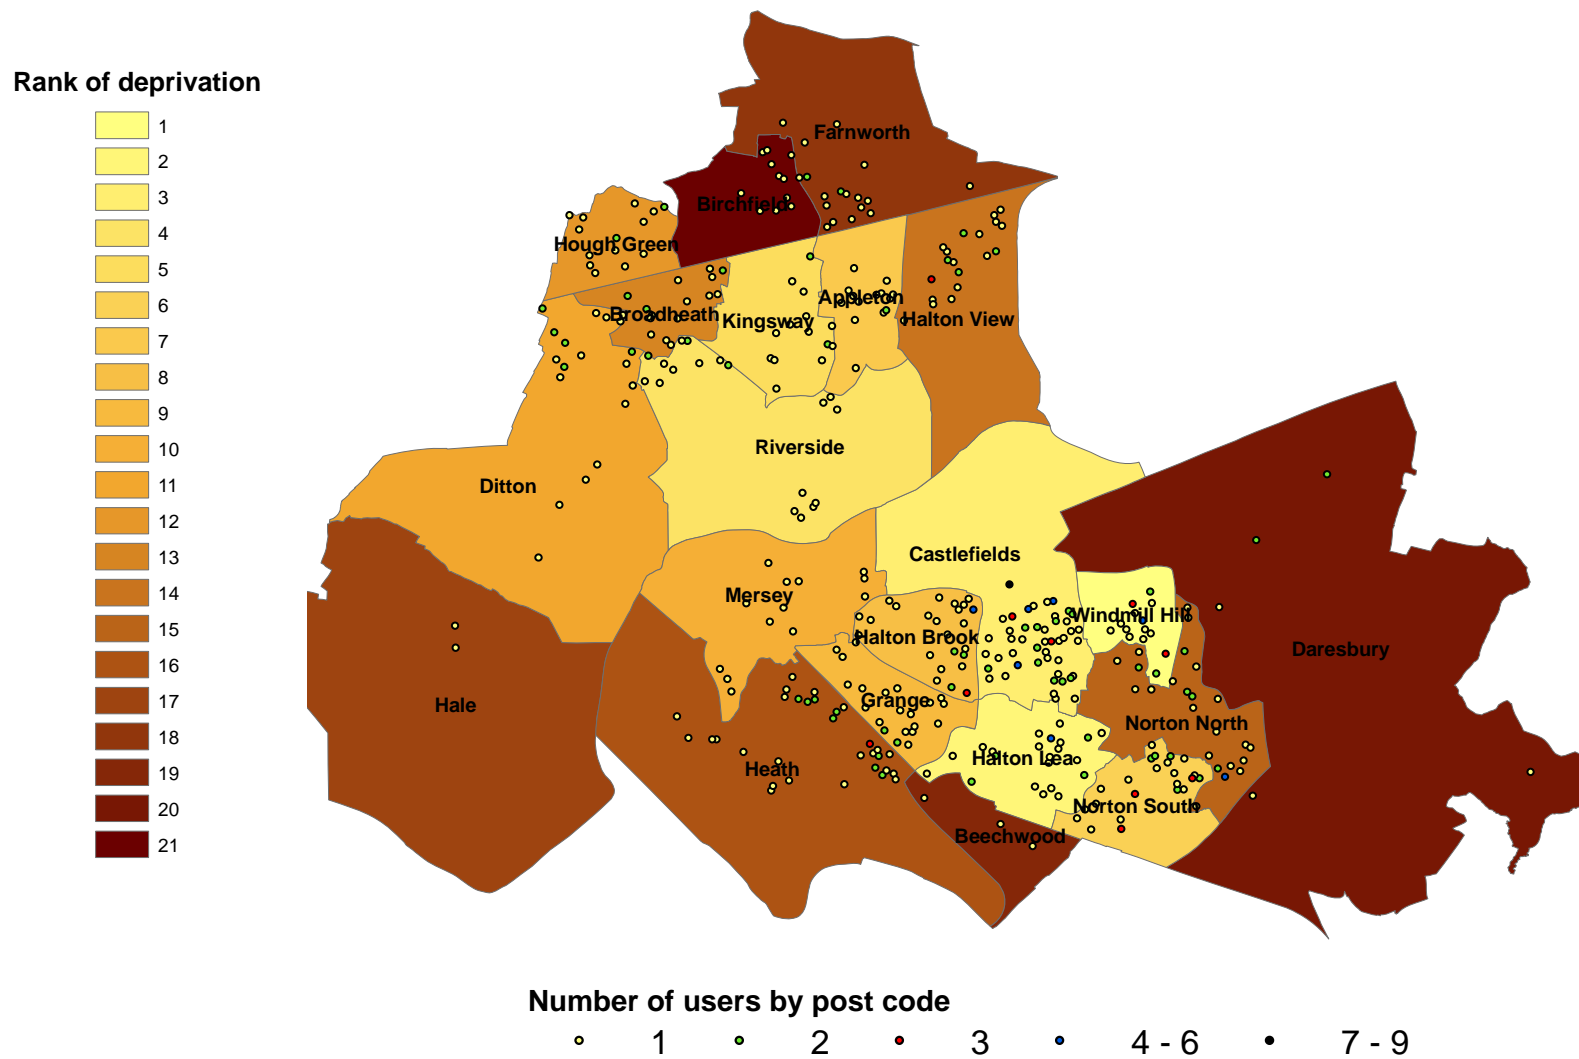 Rank of deprivation
1
2
3
4
5
6
7
8
9
10
11
12
13
14
15
16
17
18
19
20
21
Farnworth
Birchfield
Hough Green
Broadheath
Kingsway
Appleton
Halton View
Riverside
Ditton
Castlefields
Mersey
Windmill Hill
Halton Brook
Daresbury
Hale
Grange
Norton North
Heath
Halton Lea
Norton South
Beechwood
Number of users by post code
1 2 3 4 - 6 7 - 9